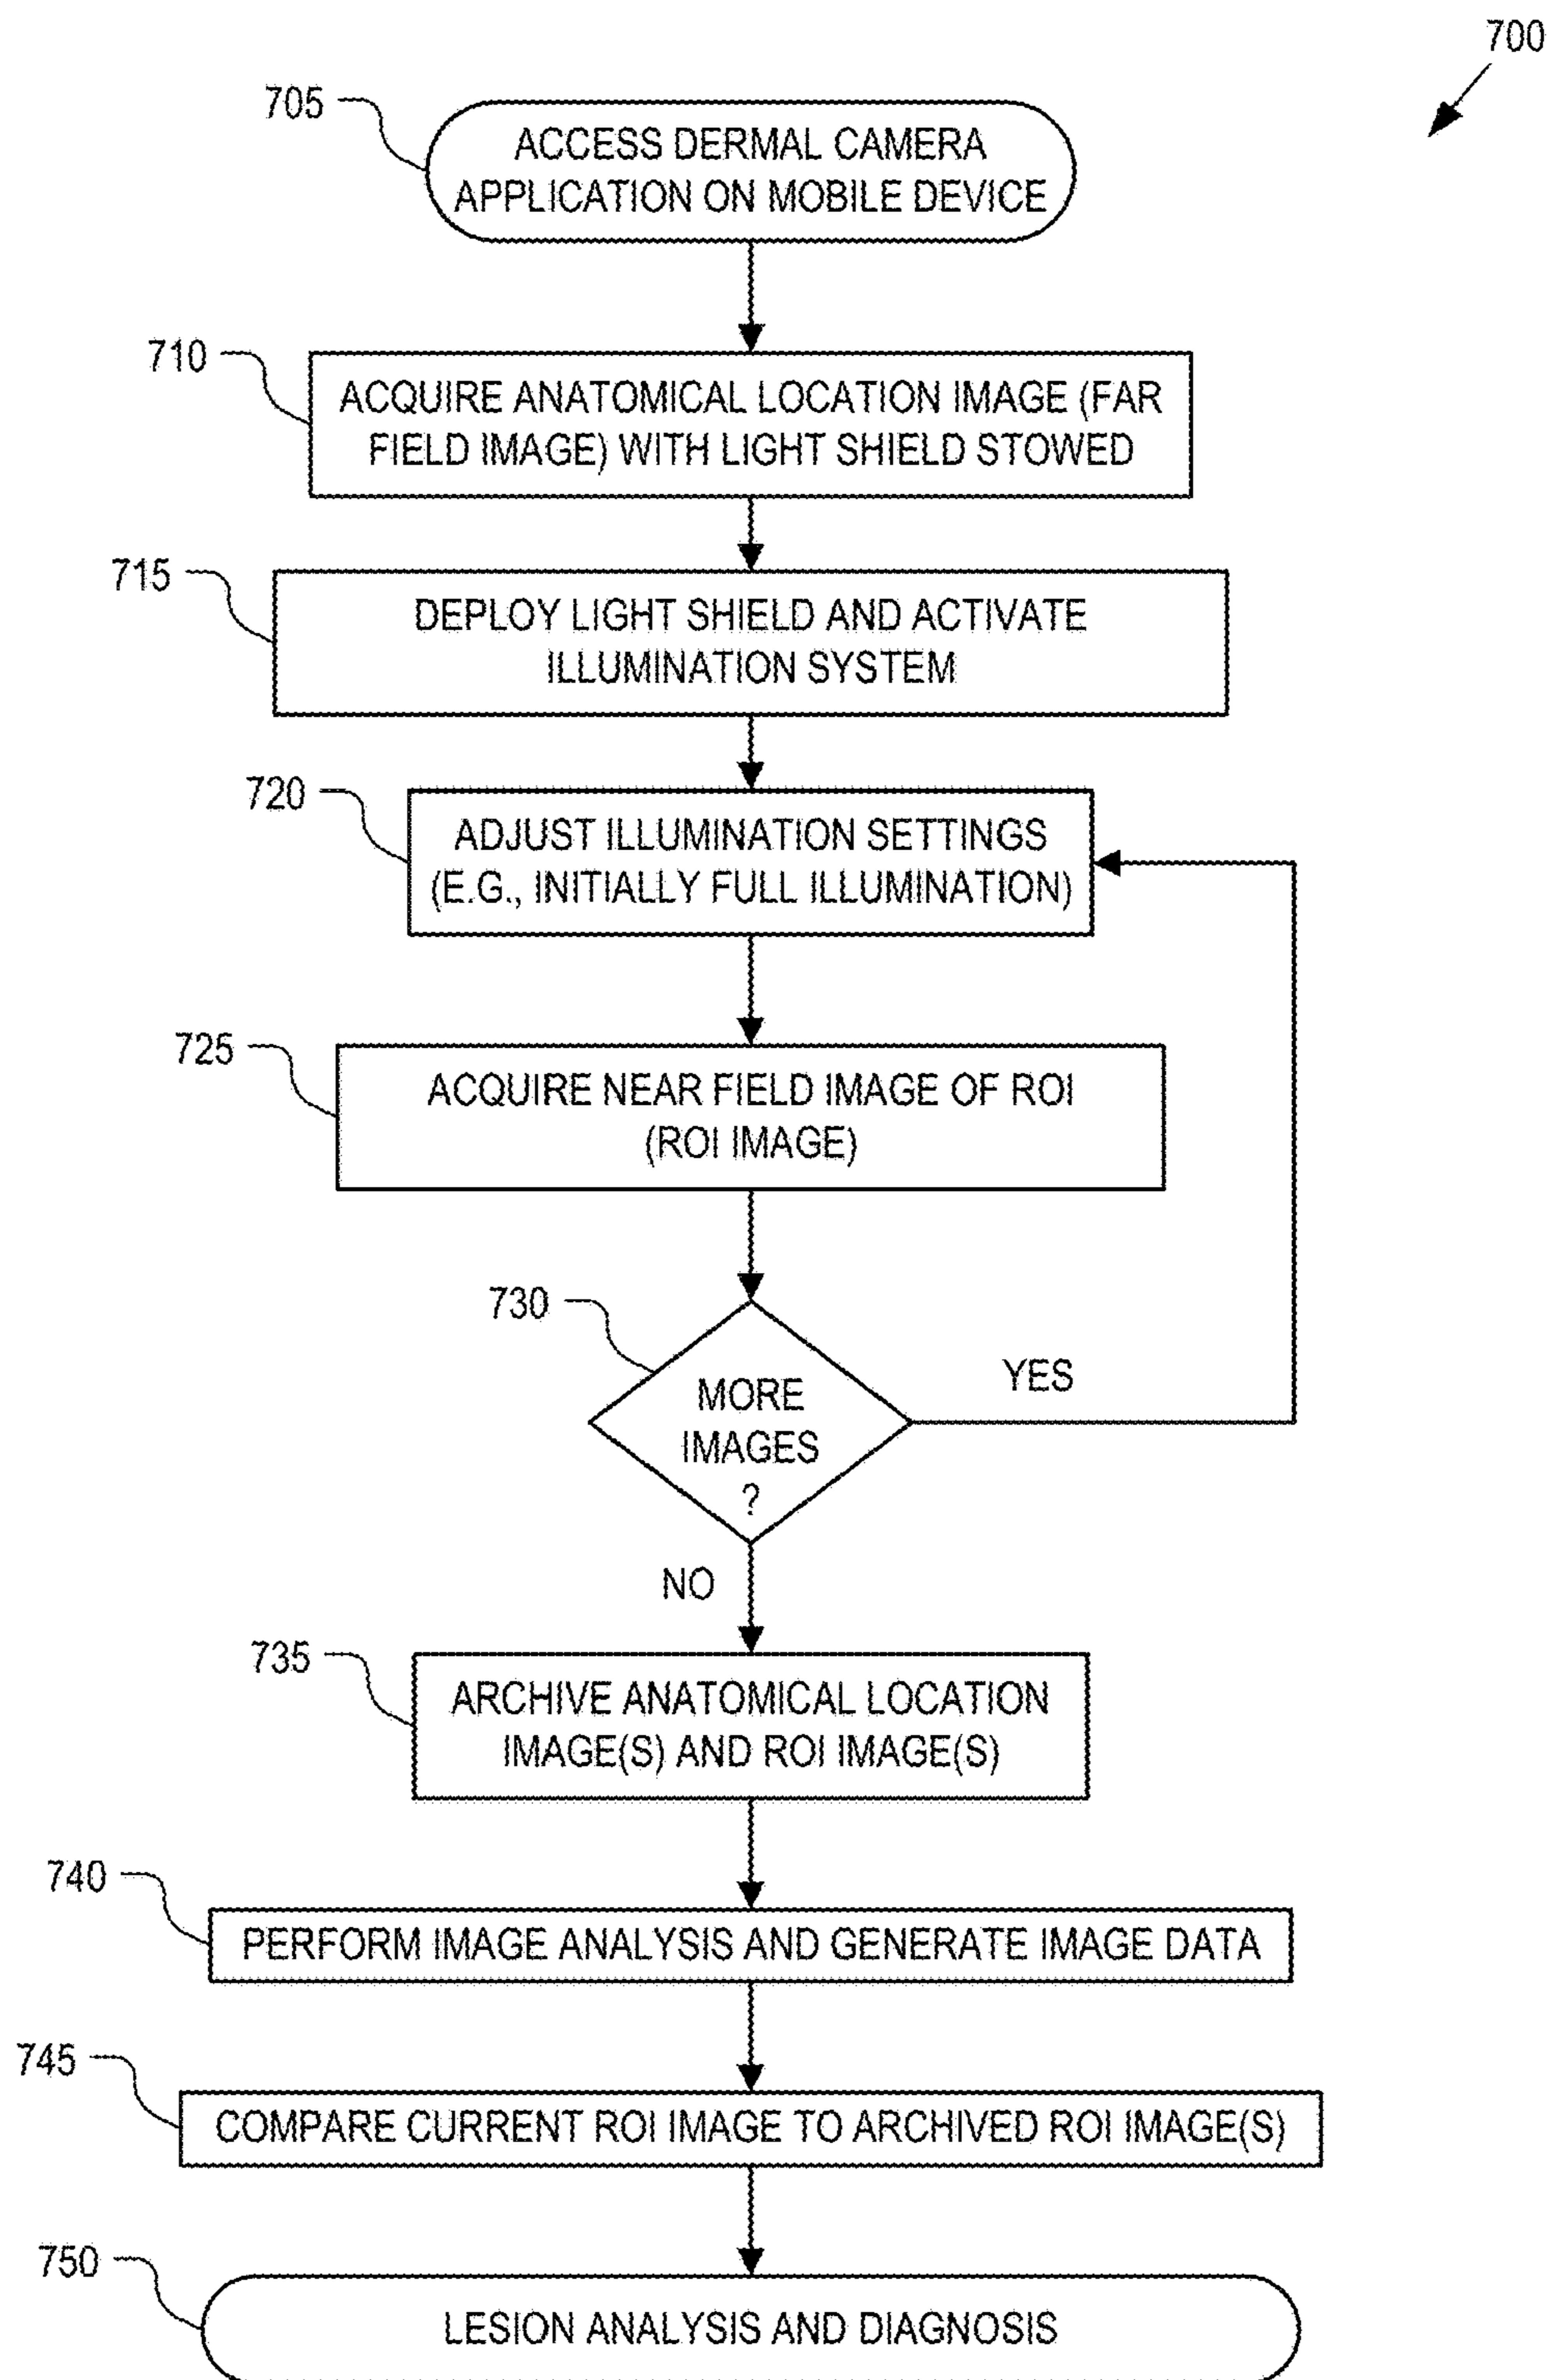 700
705
ACCESS DERMAL CAMERA
APPLICATION ON MOBILE DEVICE
710
ACQUIRE ANATOMICAL LOCATION IMAGE (FAR
FIELD IMAGE) WITH LIGHT SHIELD STOWED
715
DEPLOY LIGHT SHIELD AND ACTIVATE
ILLUMINATION SYSTEM
720
ADJUST ILLUMINATION SETTINGS
(E.G., INITIALLY FULL ILLUMINATION)
725
ACQUIRE NEAR FIELD IMAGE OF ROI
(ROI IMAGE)
730
MORE
IMAGES
?
YES
NO
735
ARCHIVE ANATOMICAL LOCATION
IMAGE(S) AND ROI IMAGE(S)
740
PERFORM IMAGE ANALYSIS AND GENERATE IMAGE DATA
745
COMPARE CURRENT ROI IMAGE TO ARCHIVED ROI IMAGE(S)
750
LESION ANALYSIS AND DIAGNOSIS